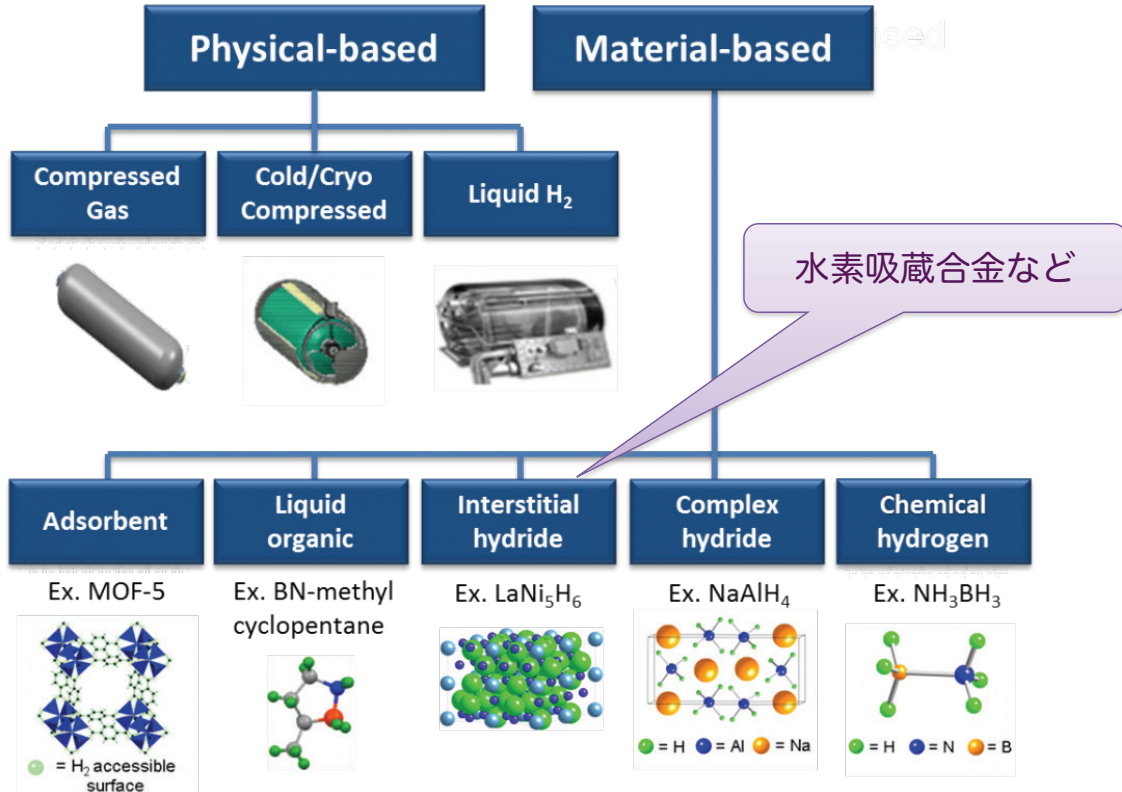 Physical-based
Material-based
Compressed
Gas
Cold/Cryo
Compressed
Liquid H₂
水素吸蔵合金など
Adsorbent
Liquid
organic
Interstitial
hydride
Complex
hydride
Chemical
hydrogen
Ex. MOF-5
Ex. BN-methyl
cyclopentane
Ex. LaNi₅H₆
Ex. NaAlH₄
Ex. NH₃BH₃
= H₂ accessible
surface
= H = Al = Na
= H = N = B